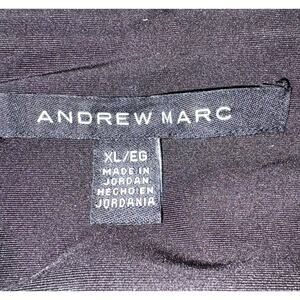 ANDREW MARC
XL/EG
MADE IN
JORDAN
HECHO EN
JORDANIA